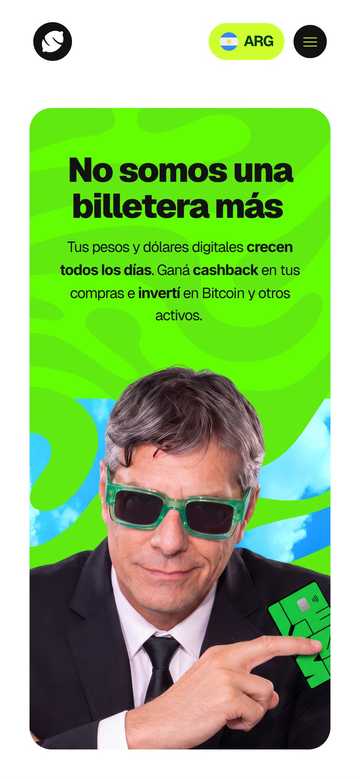 ARG
No somos una
billetera más
Tus pesos y dólares digitales crecen
todos los días. Ganá cashback en tus
compras e invertí en Bitcoin y otros
activos.